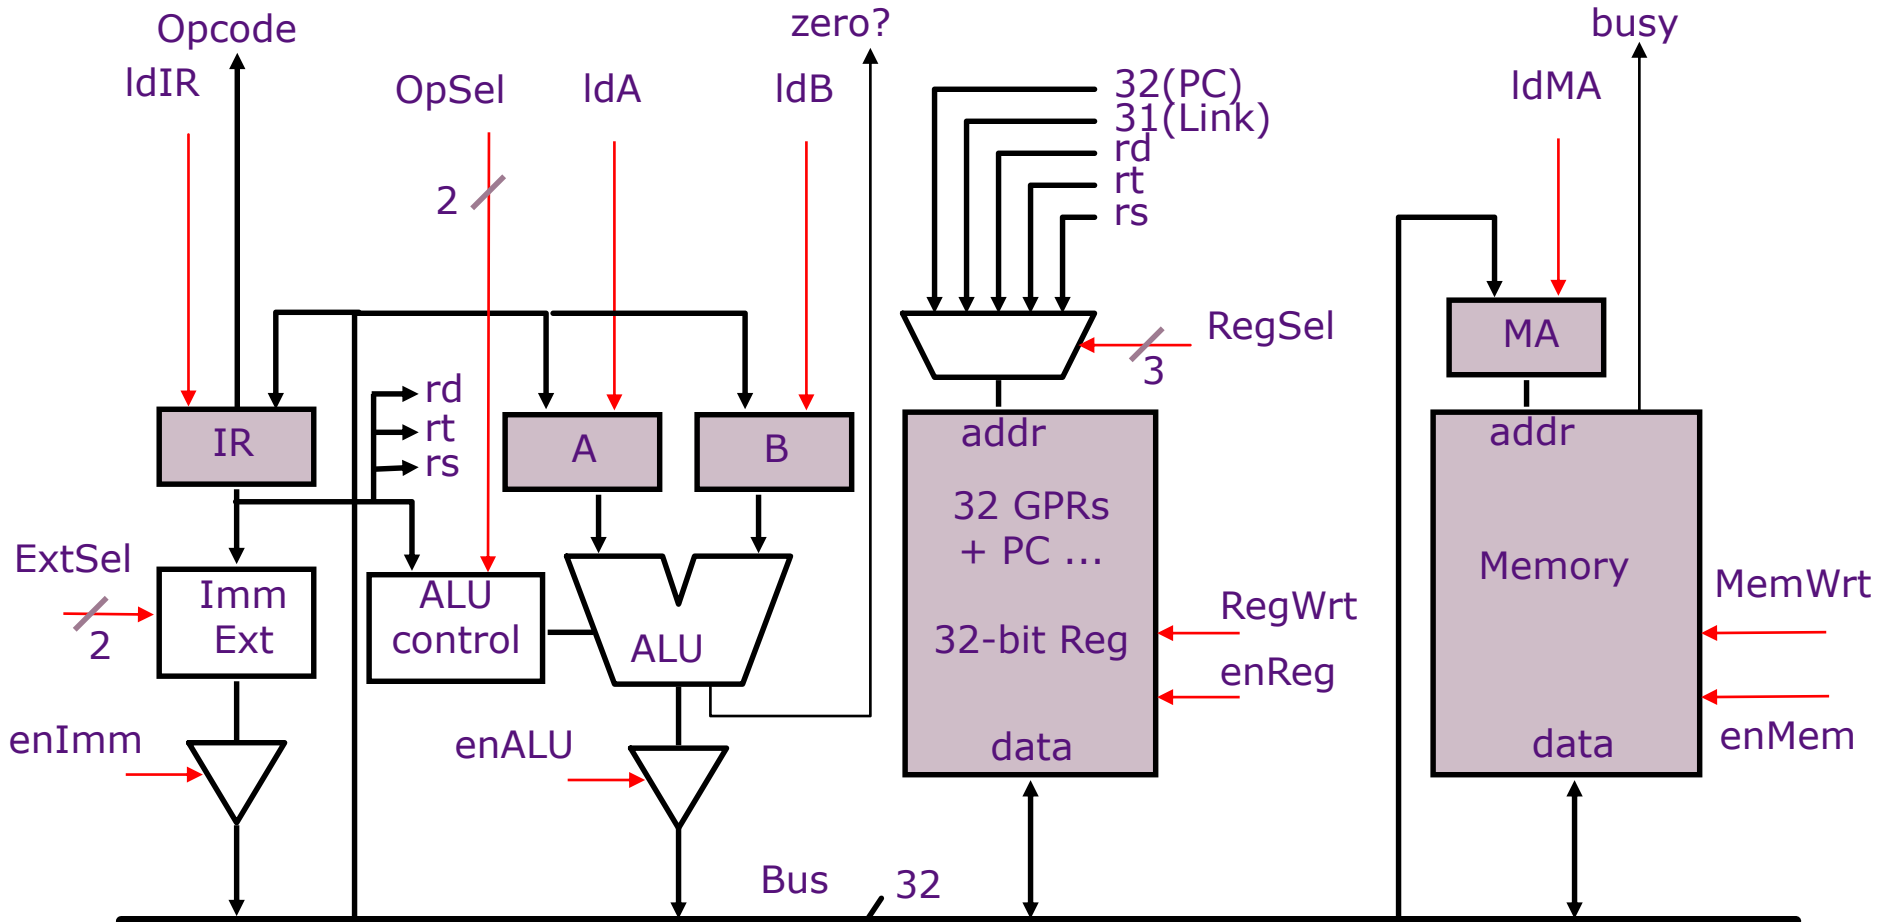 Opcode
zero?
busy
ldIR
OpSel
ldA
ldB
32(PC)
31(Link)
rd
rt
rs
ldMA
2
RegSel
3
MA
rd
rt
rs
IR
A
B
addr
addr
32 GPRs
+ PC ...
32-bit Reg
data
Memory
data
ExtSel
2
Imm
Ext
ALU
control
ALU
RegWrt
enReg
MemWrt
enMem
enImm
enALU
Bus
32